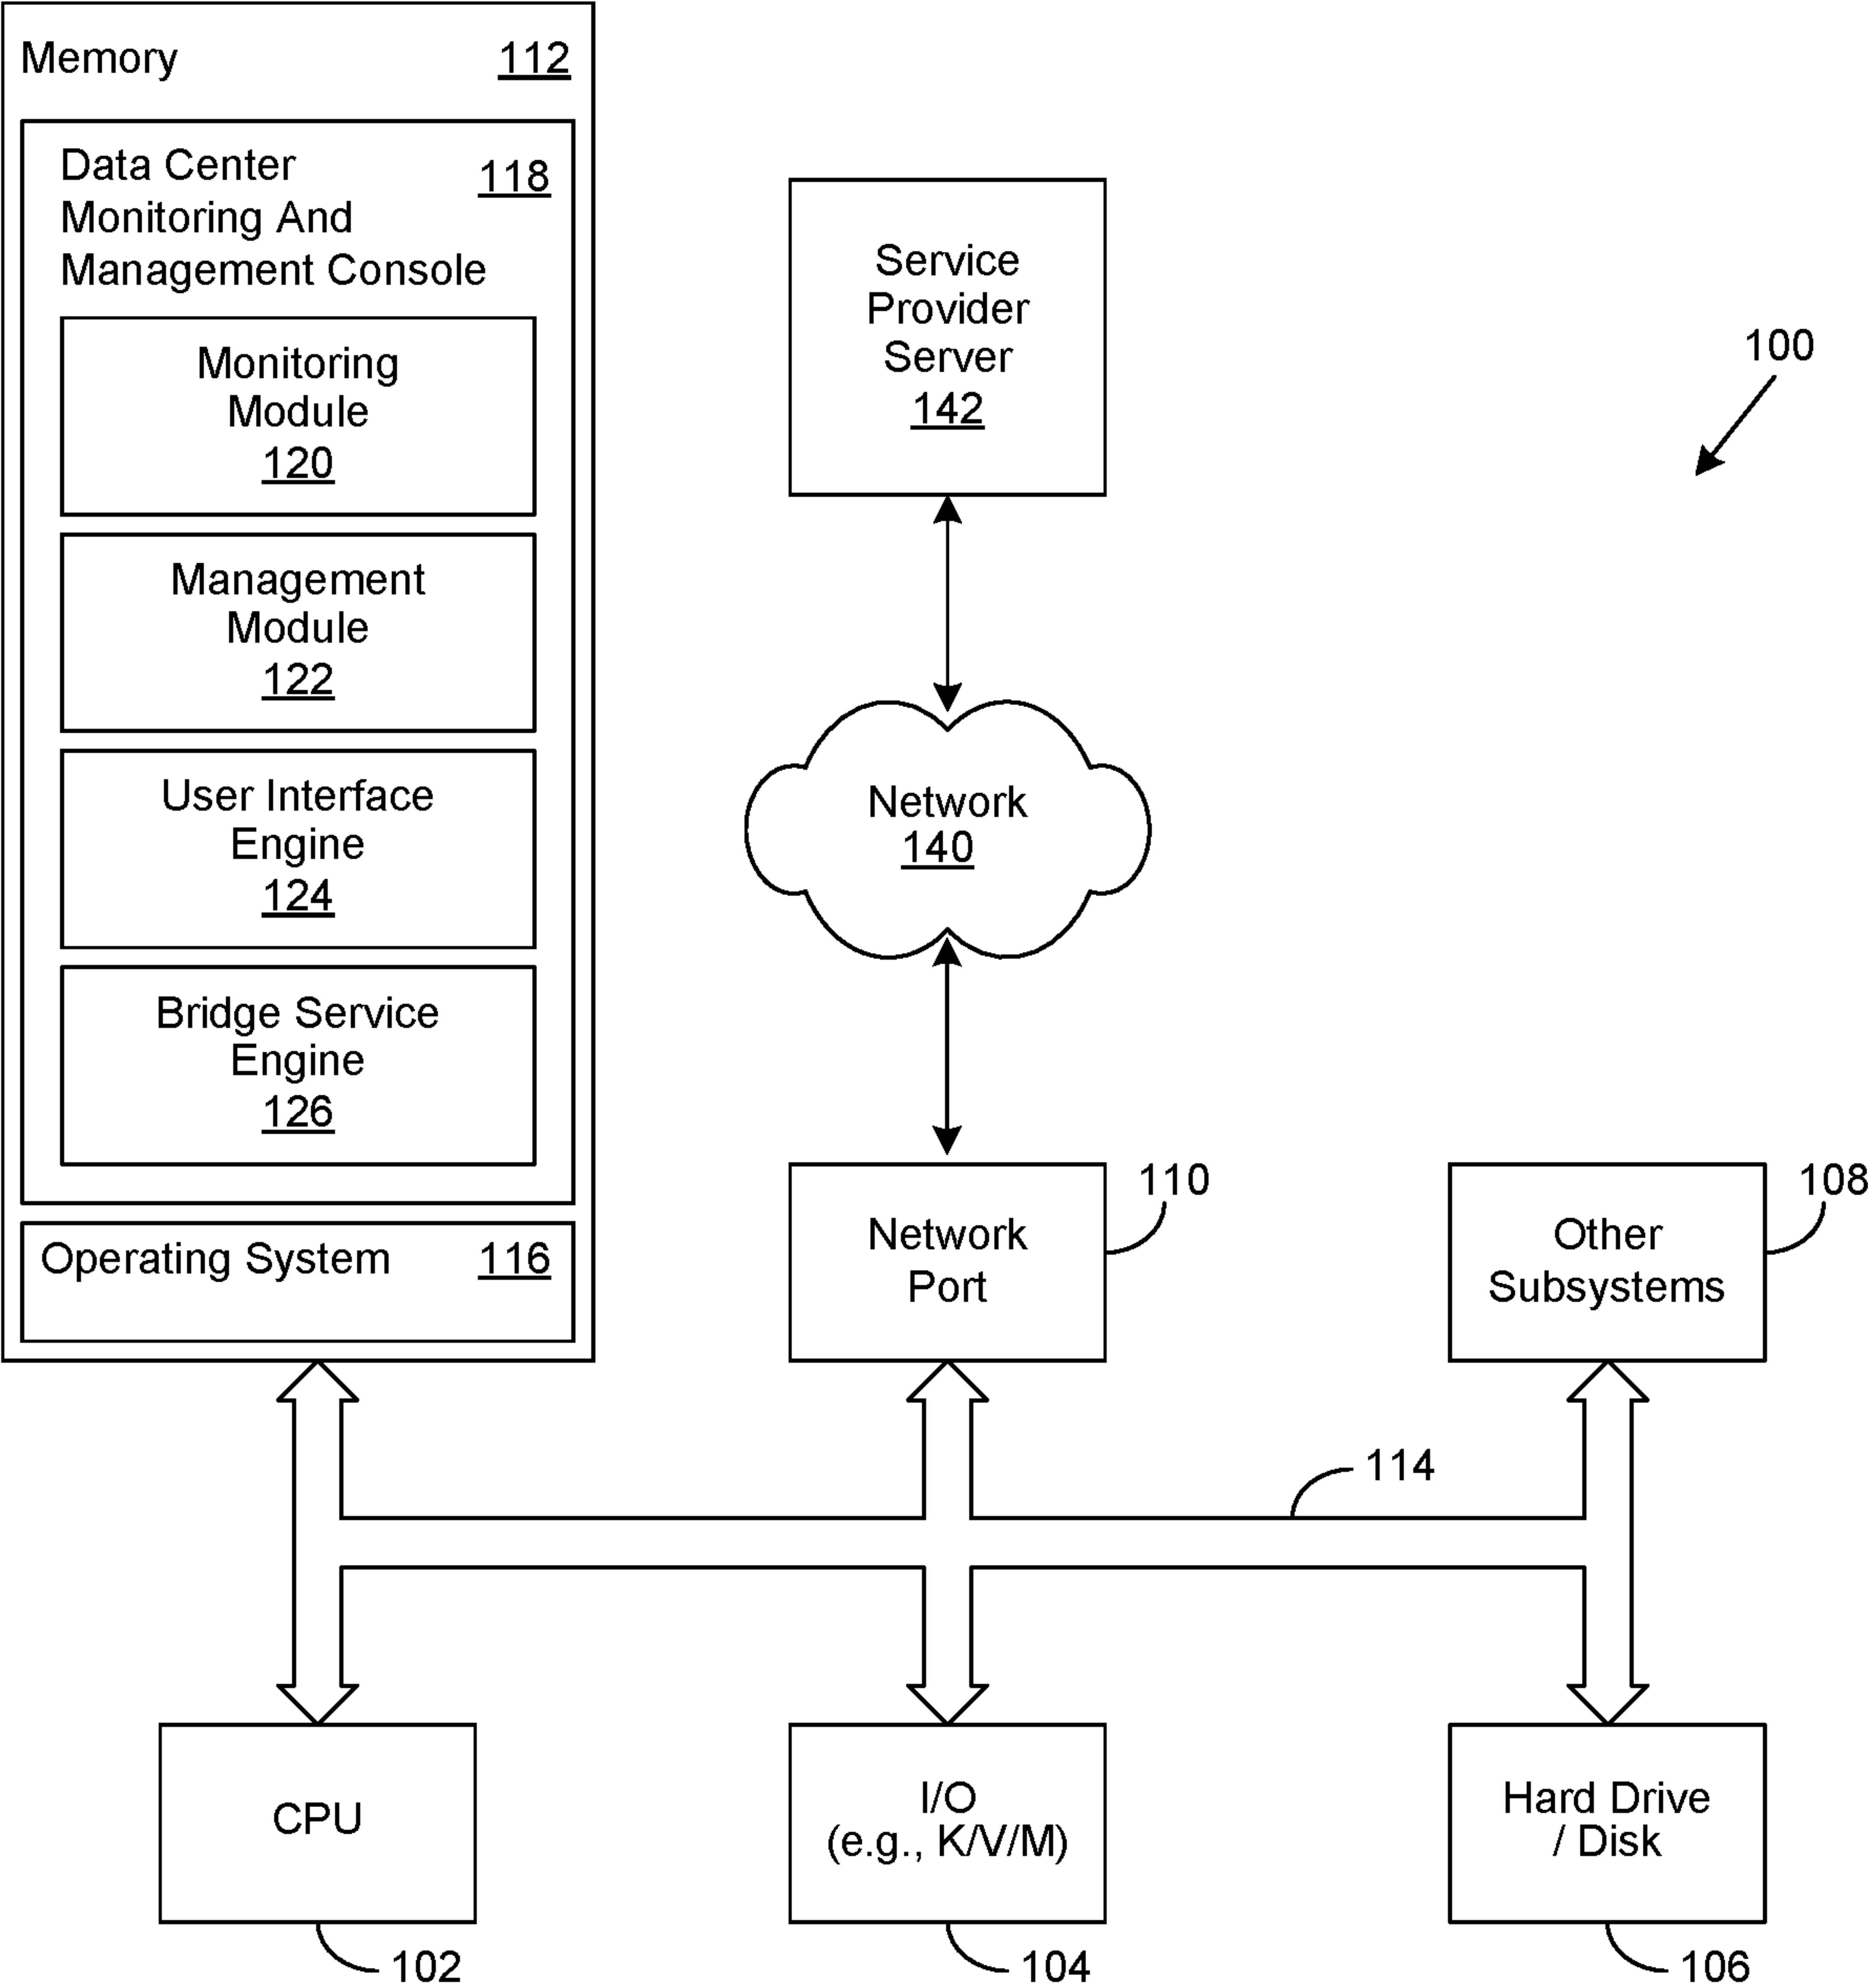 Memory 112
Data Center 118
Monitoring And
Management Console
Monitoring
Module
120
Management
Module
122
User Interface
Engine
124
Bridge Service
Engine
126
Operating System 116
Service
Provider
Server
142
100
Network
140
Network
Port
110
Other
Subsystems
108
114
CPU
102
I/O
(e.g., K/V/M)
104
Hard Drive
/ Disk
106